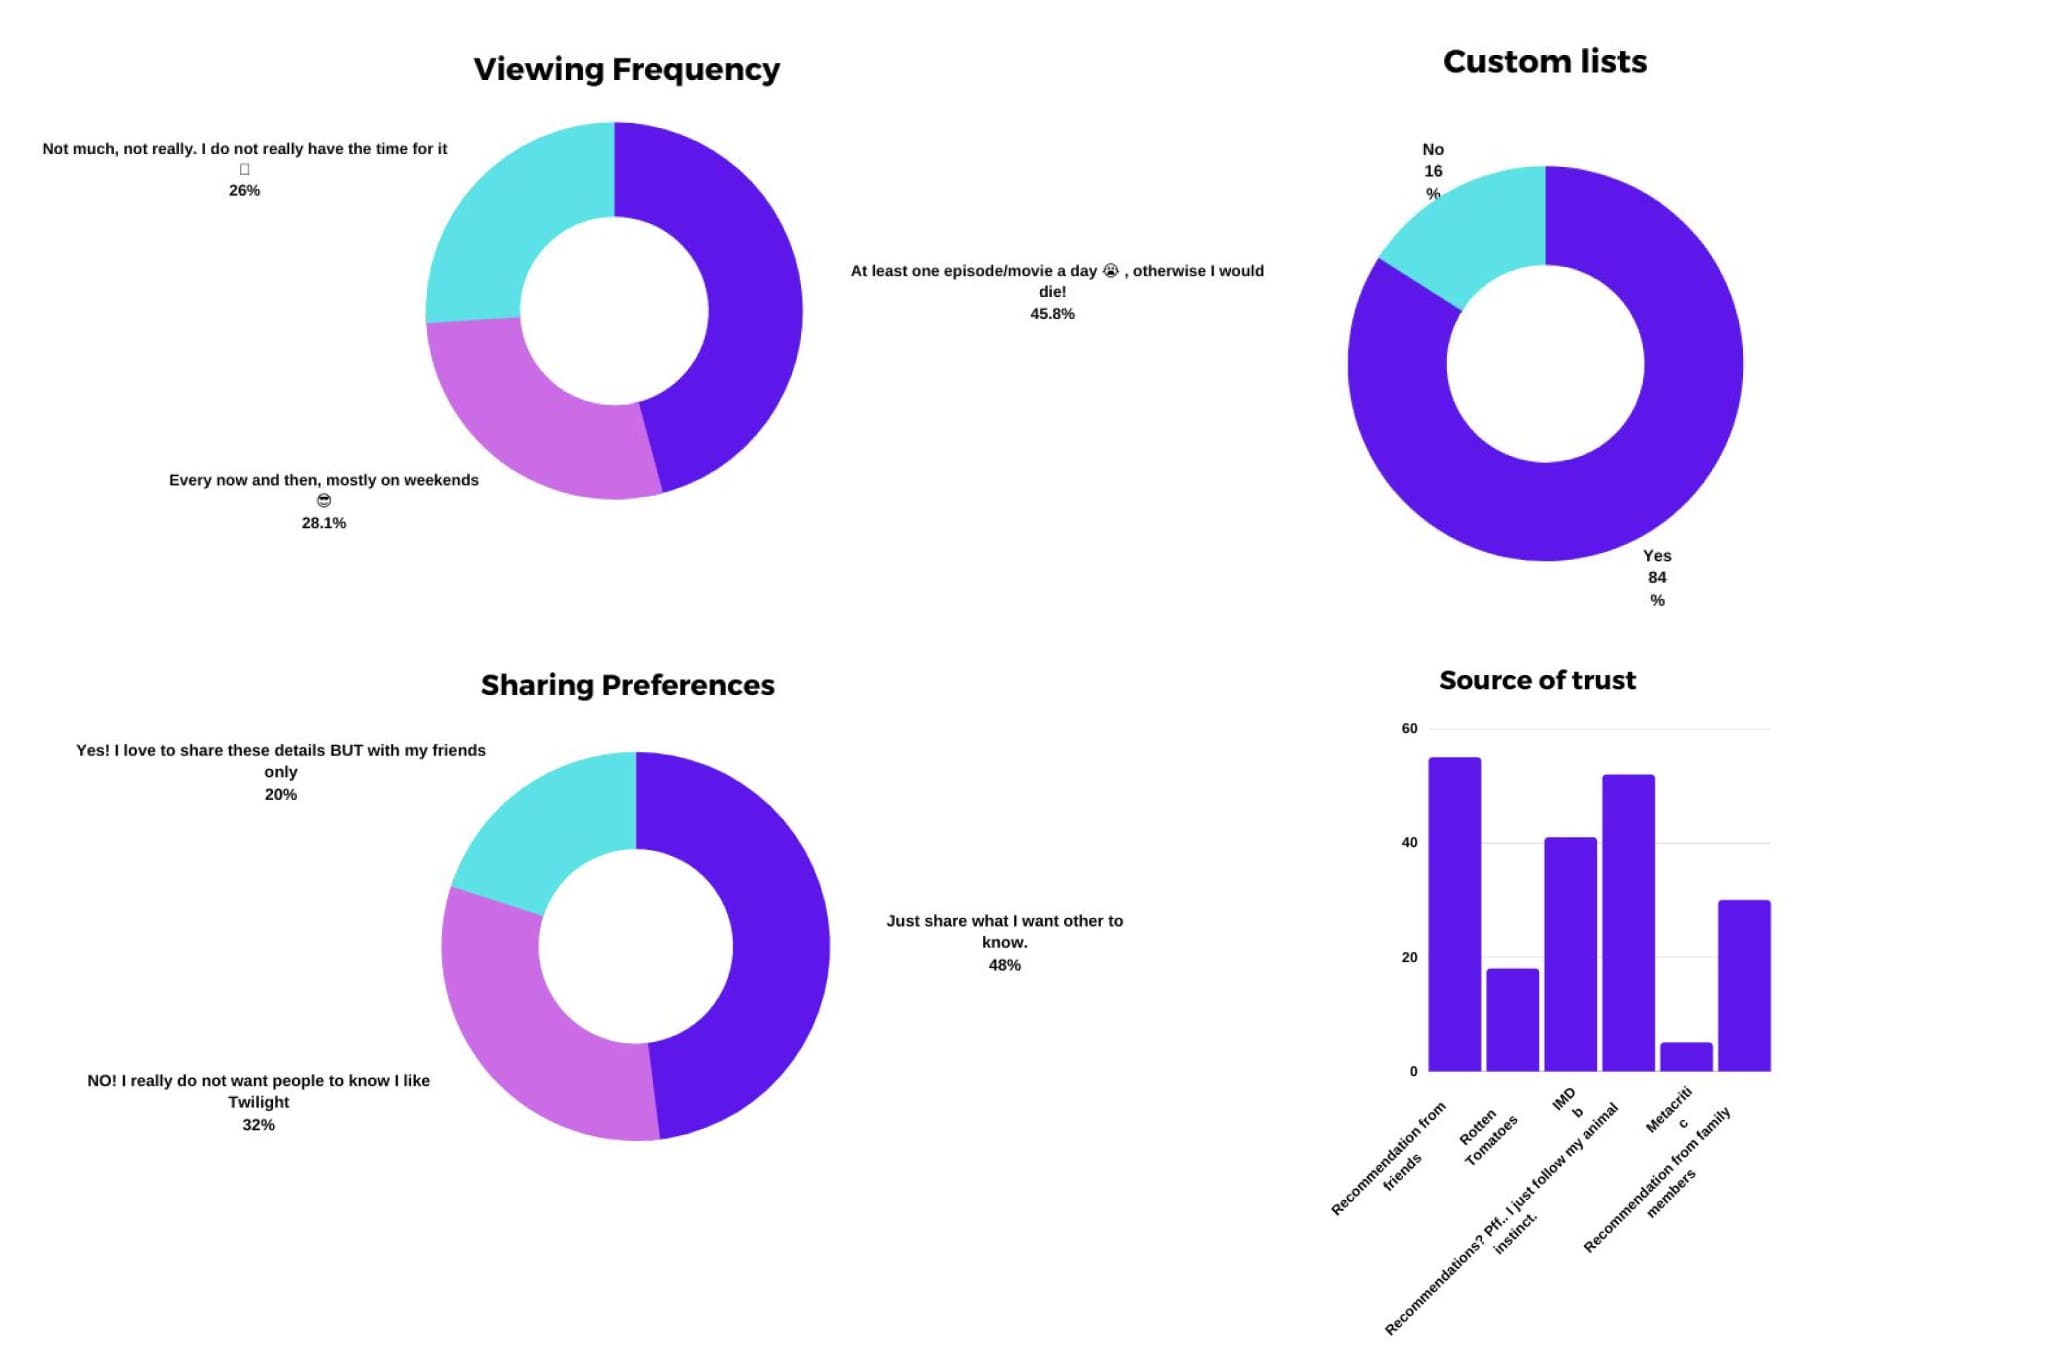 Viewing Frequency
Not much, not really. I do not really have the time for it
26%
At least one episode/movie a day 😭 , otherwise I would
die!
45.8%
Every now and then, mostly on weekends
😎
28.1%
Custom lists
No
16
%
Yes
84
%
Sharing Preferences
Yes! I love to share these details BUT with my friends
only
20%
Just share what I want other to
know.
48%
NO! I really do not want people to know I like
Twilight
32%
Source of trust
60
40
20
0
Recommendation from
friends
Rotten
Tomatoes
IMD
b
Recommendations? Pff.. I just follow my animal
instinct.
Metacriti
c
Recommendation from family
members